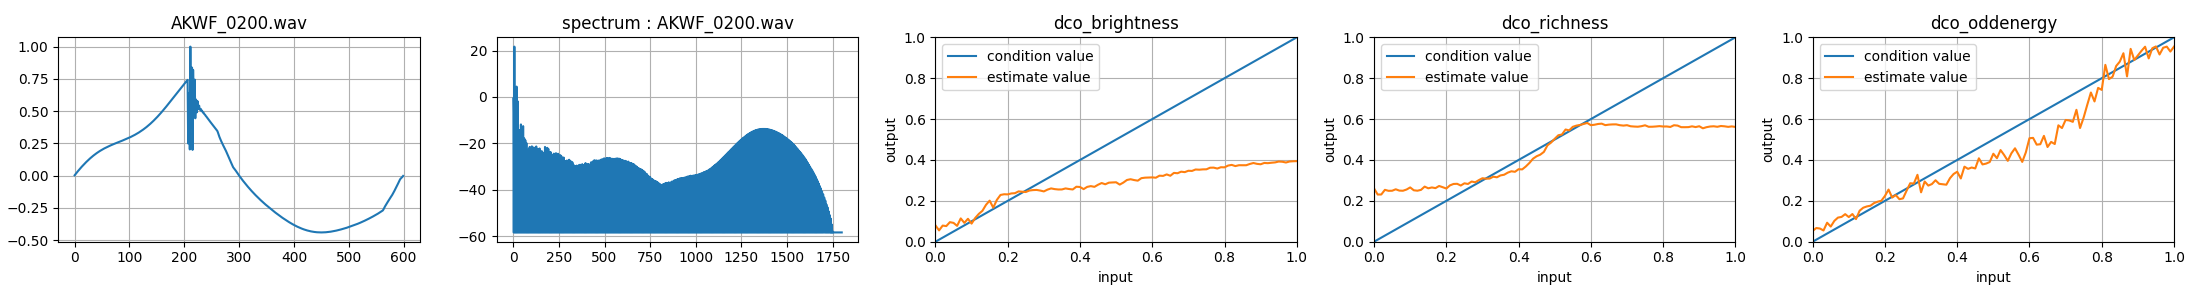 AKWF_0200.wav
1.00
0.75
0.50
0.25
0.00
−0.25
−0.50
0 100 200 300 400 500 600
spectrum : AKWF_0200.wav
20
0
−20
−40
−60
0 250 500 750 1000 1250 1500 1750
dco_brightness
condition value
estimate value
output
1.0
0.8
0.6
0.4
0.2
0.0
0.0 0.2 0.4 0.6 0.8 1.0
input
dco_richness
condition value
estimate value
output
1.0
0.8
0.6
0.4
0.2
0.0
0.0 0.2 0.4 0.6 0.8 1.0
input
dco_oddenergy
condition value
estimate value
output
1.0
0.8
0.6
0.4
0.2
0.0
0.0 0.2 0.4 0.6 0.8 1.0
input